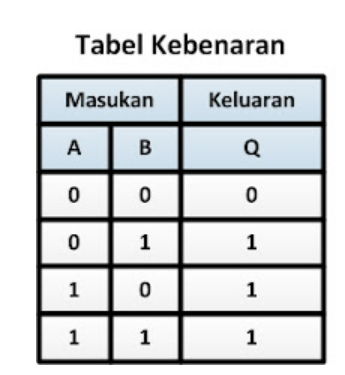 Tabel Kebenaran
Masukan Keluaran
A B Q
0 0 0
0 1 1
1 0 1
1 1 1